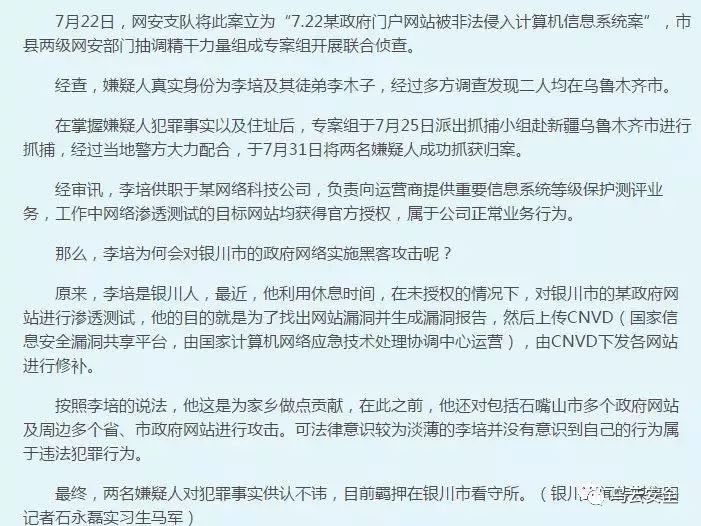 7月22日，网安支队将此案立为“7.22某政府门户网站被非法侵入计算机信息系统案”，市
县两级网安部门抽调精干力量组成专案组开展联合侦查。
经查，嫌疑人真实身份为李培及其徒弟李木子，经过多方调查发现二人均在乌鲁木齐市。
在掌握嫌疑人犯罪事实以及住址后，专案组于7月25日派出抓捕小组赴新疆乌鲁木齐市进行
抓捕，经过当地警方大力配合，于7月31日将两名嫌疑人成功抓获归案。
经审讯，李培供职于某网络科技公司，负责向运营商提供重要信息系统等级保护测评业
务，工作中网络渗透测试的目标网站均获得官方授权，属于公司正常业务行为。
那么，李培为何会对银川市的政府网络实施黑客攻击呢？
原来，李培是银川人，最近，他利用休息时间，在未授权的情况下，对银川市的某政府网
站进行渗透测试，他的目的就是为了找出网站漏洞并生成漏洞报告，然后上传CNVD（国家信
息安全漏洞共享平台，由国家计算机网络应急技术处理协调中心运营），由CNVD下发各网站
进行修补。
按照李培的说法，他这是为家乡做点贡献，在此之前，他还对包括石嘴山市多个政府网站
及周边多个省、市政府网站进行攻击。可法律意识较为淡薄的李培并没有意识到自己的行为属
于违法犯罪行为。
最终，两名嫌疑人对犯罪事实供认不讳，目前羁押在银川市看守所。（银川
记者石永磊实习生马军）
乌云安全